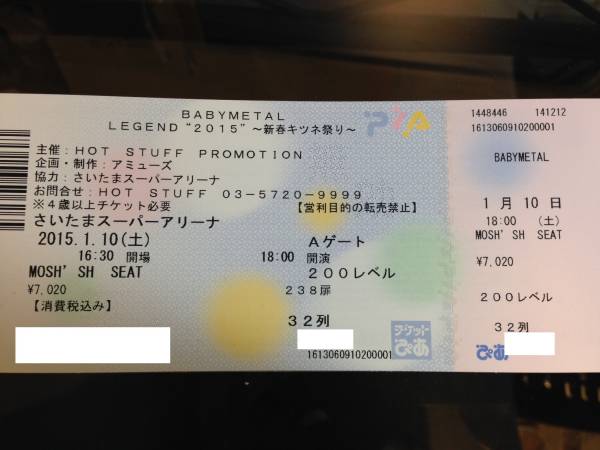 BABYMETAL
LEGEND "2015" ～新春キツネ祭り～
PIA
主催：HOT STUFF PROMOTION
企画・制作：アミューズ
協力：さいたまスーパーアリーナ
お問合せ：HOT STUFF 03-5720-9999
※４歳以上チケット必要 【営利目的の転売禁止】
さいたまスーパーアリーナ
2015.1.10(土) Aゲート
16:30 開場 18:00 開演
MOSH' SH SEAT 200レベル
¥7,020 238扉
【消費税込み】
32列
チケットぴあ
1613060910200001
1448446 141212
1613060910200001
BABYMETAL
1月10日
18:00 (土)
MOSH' SH SEAT
¥7,020
200レベル
32列
ぴあ